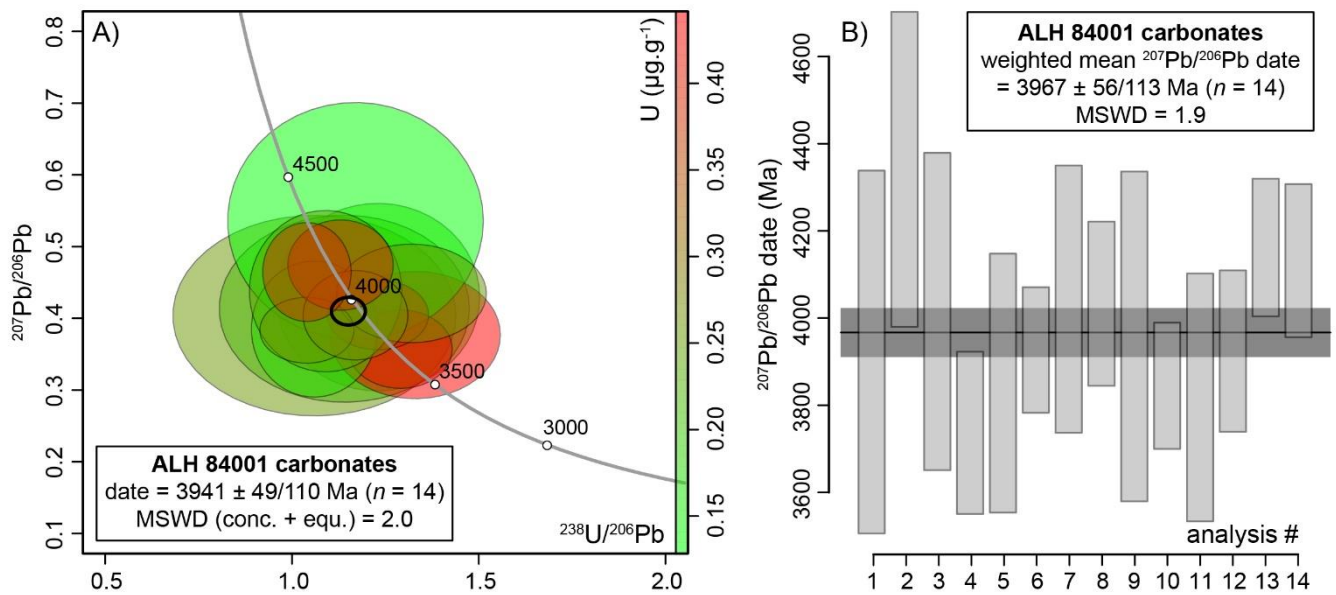 A)
0.8
0.7
0.6
0.5
0.4
0.3
0.2
0.1
²⁰⁷Pb/²⁰⁶Pb
4500
4000
3500
3000
ALH 84001 carbonates
date = 3941 ± 49/110 Ma (n = 14)
MSWD (conc. + equ.) = 2.0
²³⁸U/²⁰⁶Pb
0.5
1.0
1.5
2.0
U (µg.g⁻¹)
0.40
0.35
0.30
0.25
0.20
0.15
B)
ALH 84001 carbonates
weighted mean ²⁰⁷Pb/²⁰⁶Pb date
= 3967 ± 56/113 Ma (n = 14)
MSWD = 1.9
4600
4400
4200
4000
3800
3600
²⁰⁷Pb/²⁰⁶Pb date (Ma)
analysis #
1 2 3 4 5 6 7 8 9 10 11 12 13 14